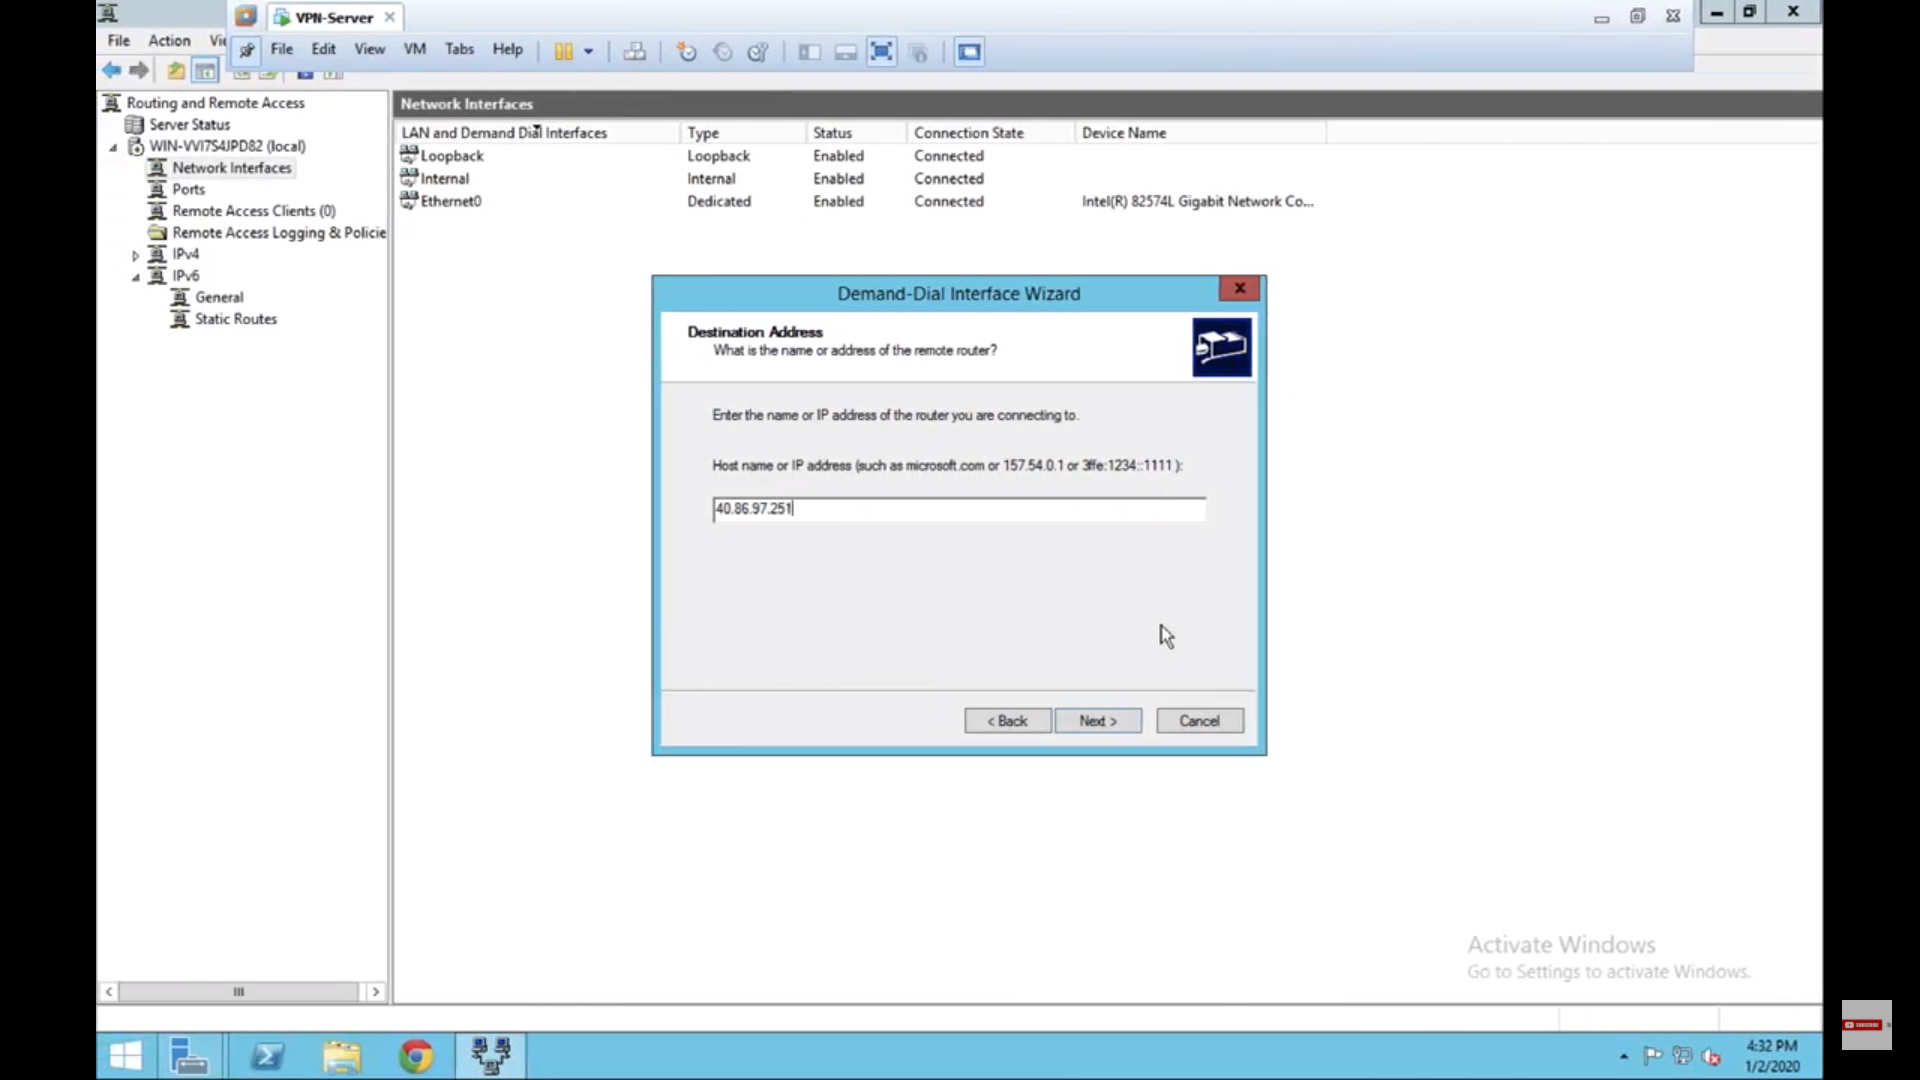 VPN-Server
File Action
File Edit View VM Tabs Help
Routing and Remote Access
Server Status
WIN-VVI7S4JPD82 (local)
Network Interfaces
Ports
Remote Access Clients (0)
Remote Access Logging & Policie
IPv4
IPv6
General
Static Routes
Network Interfaces
LAN and Demand Dial Interfaces Type Status Connection State Device Name
Loopback Loopback Enabled Connected
Internal Internal Enabled Connected
Ethernet0 Dedicated Enabled Connected Intel(R) 82574L Gigabit Network Co...
Demand-Dial Interface Wizard
Destination Address
What is the name or address of the remote router?
Enter the name or IP address of the router you are connecting to.
Host name or IP address (such as microsoft.com or 157.54.0.1 or 3ffe:1234::1111 ):
40.86.97.251
< Back Next > Cancel
Activate Windows
Go to Settings to activate Windows.
4:32 PM
1/2/2020
SUBSCRIBE